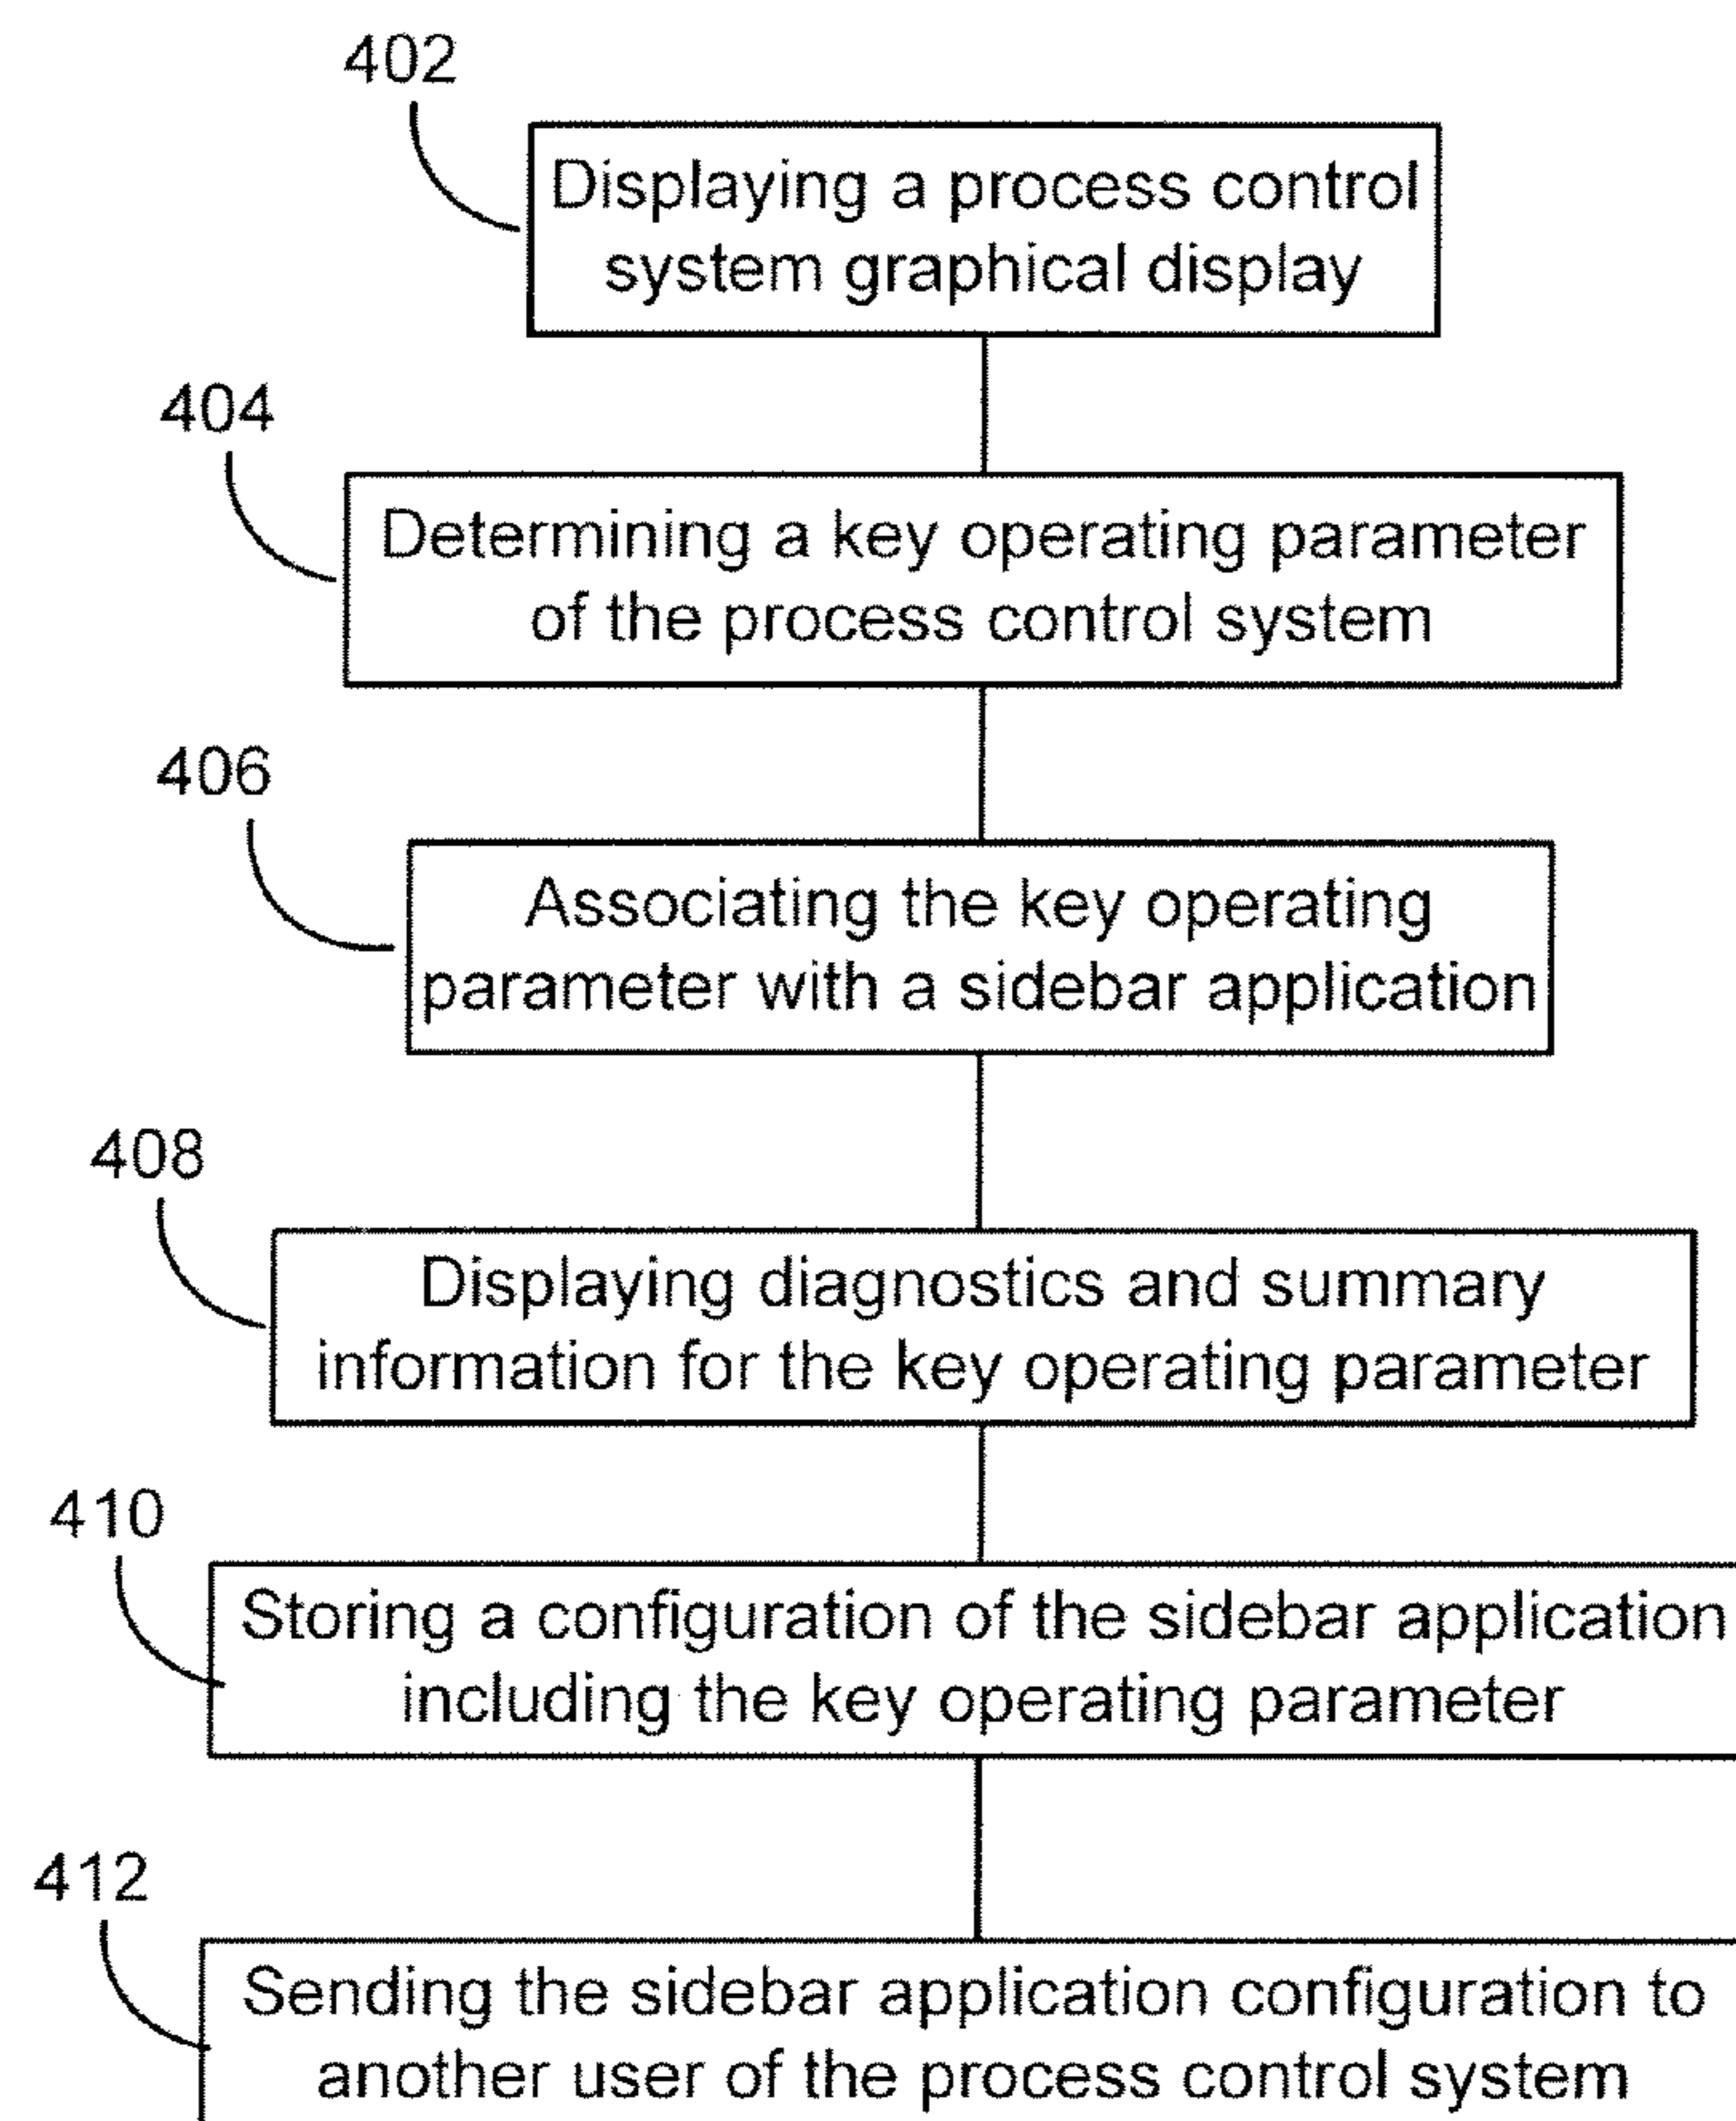 402
Displaying a process control
system graphical display
404
Determining a key operating parameter
of the process control system
406
Associating the key operating
parameter with a sidebar application
408
Displaying diagnostics and summary
information for the key operating parameter
410
Storing a configuration of the sidebar application
including the key operating parameter
412
Sending the sidebar application configuration to
another user of the process control system